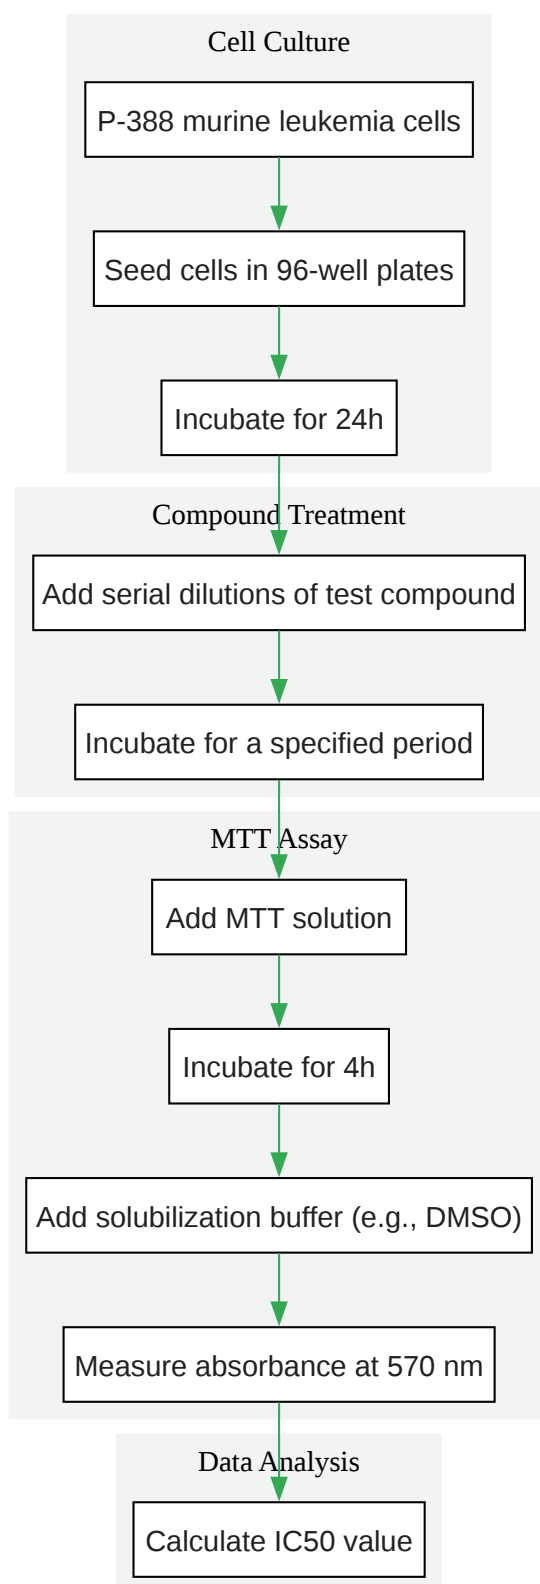 Cell Culture
P-388 murine leukemia cells
Seed cells in 96-well plates
Incubate for 24h
Compound Treatment
Add serial dilutions of test compound
Incubate for a specified period
MTT Assay
Add MTT solution
Incubate for 4h
Add solubilization buffer (e.g., DMSO)
Measure absorbance at 570 nm
Data Analysis
Calculate IC50 value